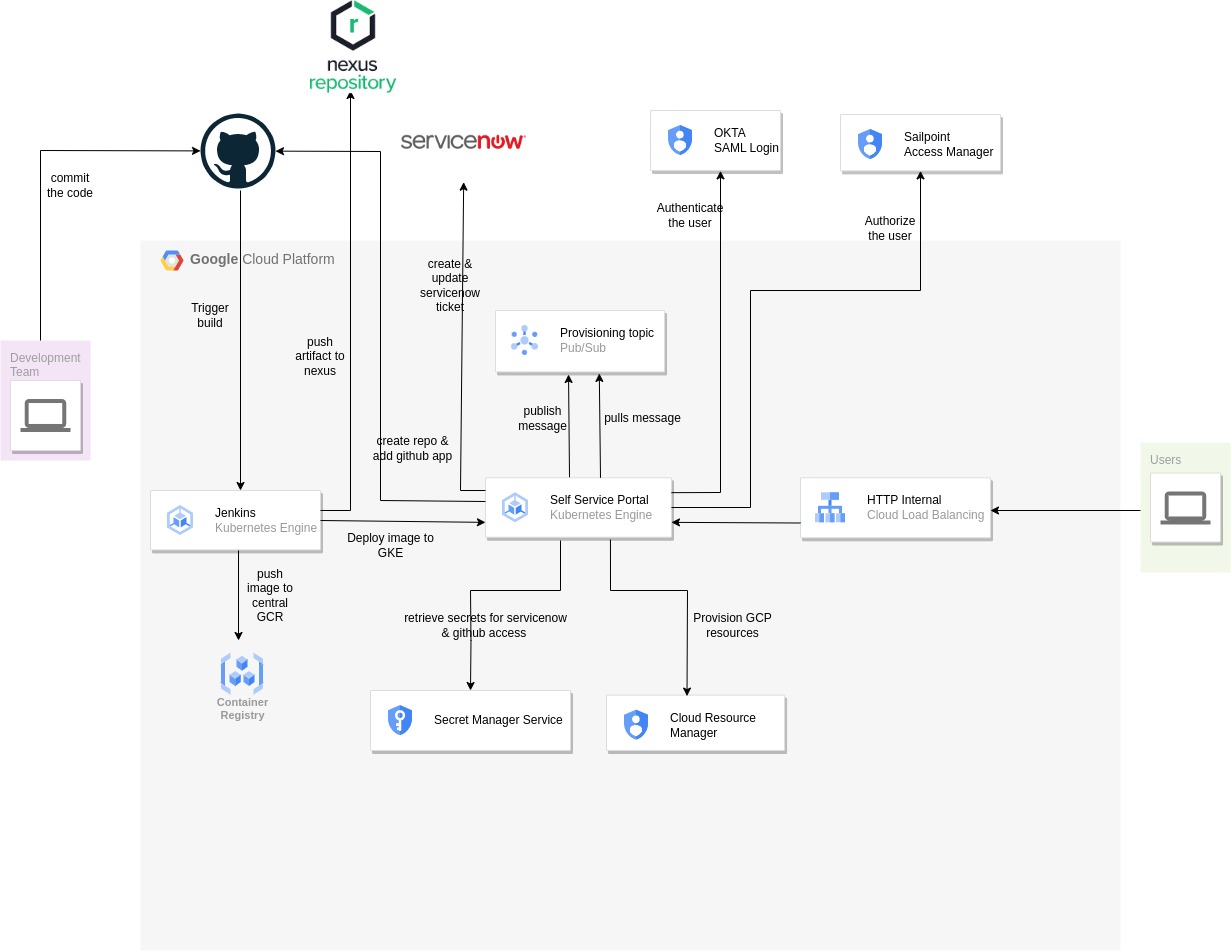 r
nexus
repository
servicenow
OKTA
SAML Login
Sailpoint
Access Manager
commit
the code
Authenticate
the user
Authorize
the user
Google Cloud Platform
create &
update
servicenow
ticket
Trigger
build
push
artifact to
nexus
Provisioning topic
Pub/Sub
Development
Team
publish
message
pulls message
create repo &
add github app
Users
Jenkins
Kubernetes Engine
Self Service Portal
Kubernetes Engine
HTTP Internal
Cloud Load Balancing
Deploy image to
GKE
push
image to
central
GCR
retrieve secrets for servicenow
& github access
Provision GCP
resources
Container
Registry
Secret Manager Service
Cloud Resource
Manager